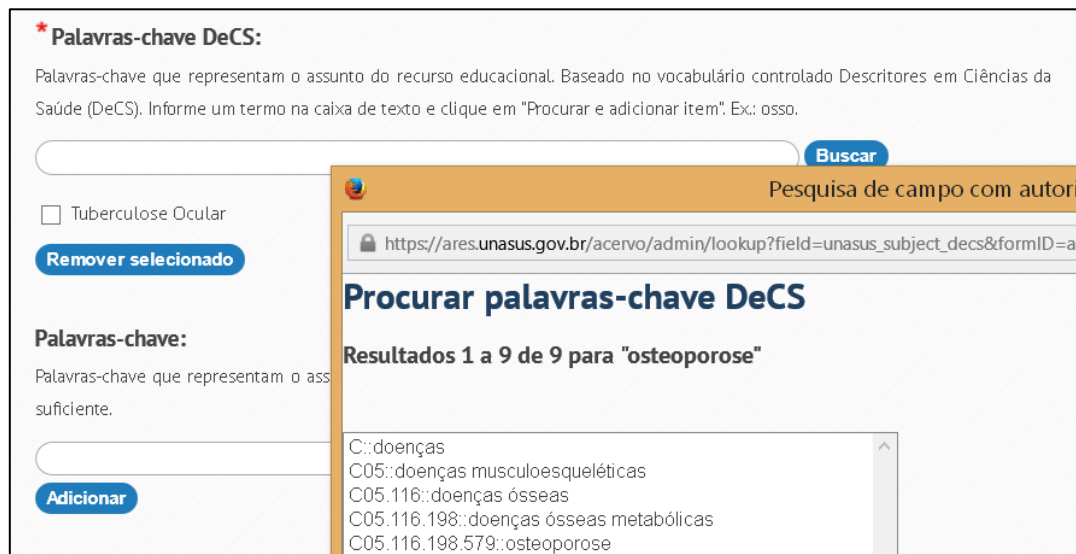 * Palavras-chave DeCS:
Palavras-chave que representam o assunto do recurso educacional. Baseado no vocabulário controlado Descritores em Ciências da
Saúde (DeCS). Informe um termo na caixa de texto e clique em "Procurar e adicionar item". Ex.: osso.
Buscar
Tuberculose Ocular
Remover selecionado
Palavras-chave:
Palavras-chave que representam o ass
suficiente.
Adicionar
Pesquisa de campo com autori
https://ares.unasus.gov.br/acervo/admin/lookup?field=unasus_subject_decs&formID=a
Procurar palavras-chave DeCS
Resultados 1 a 9 de 9 para "osteoporose"
C::doenças
C05::doenças musculoesqueléticas
C05.116::doenças ósseas
C05.116.198::doenças ósseas metabólicas
C05.116.198.579::osteoporose